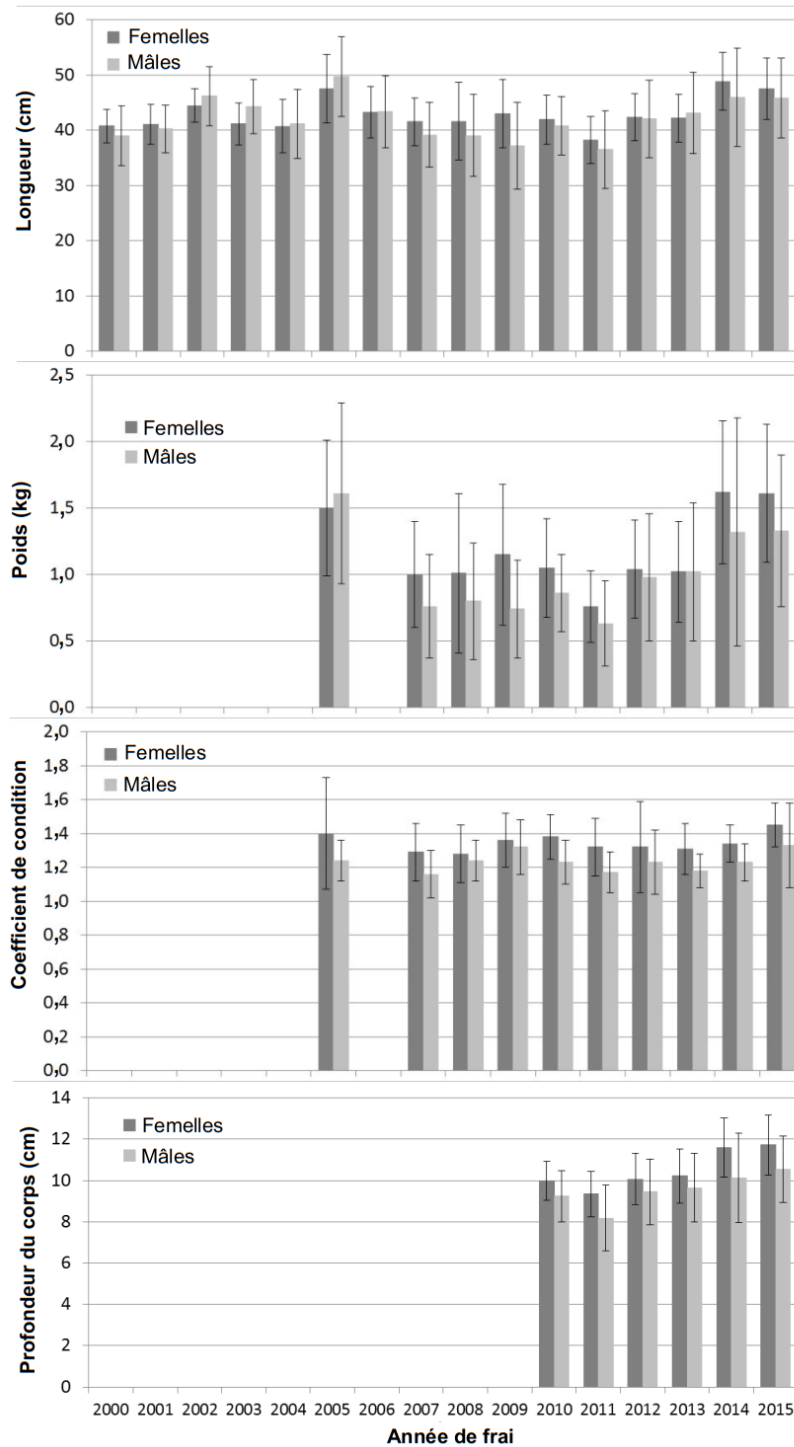 60
50
40
30
20
10
0
Longueur (cm)
Femelles
Mâles
2,5
2,0
1,5
1,0
0,5
0,0
Poids (kg)
Femelles
Mâles
2,0
1,8
1,6
1,4
1,2
1,0
0,8
0,6
0,4
0,2
0,0
Coefficient de condition
Femelles
Mâles
14
12
10
8
6
4
2
0
Profondeur du corps (cm)
Femelles
Mâles
2000 2001 2002 2003 2004 2005 2006 2007 2008 2009 2010 2011 2012 2013 2014 2015
Année de frai